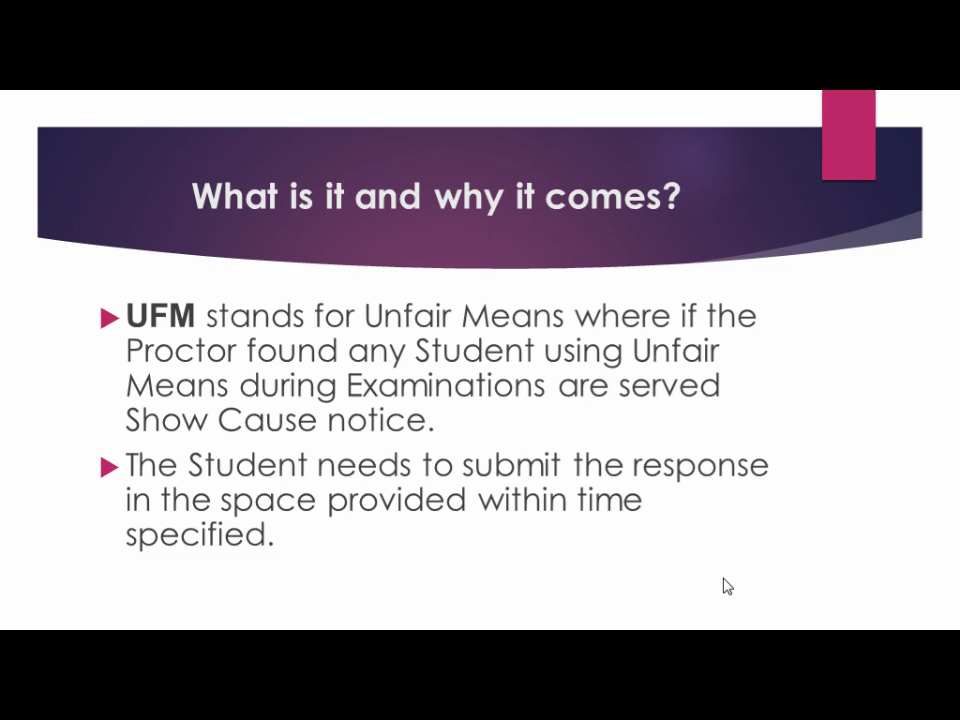 What is it and why it comes?
UFM stands for Unfair Means where if the
Proctor found any Student using Unfair
Means during Examinations are served
Show Cause notice.
The Student needs to submit the response
in the space provided within time
specified.